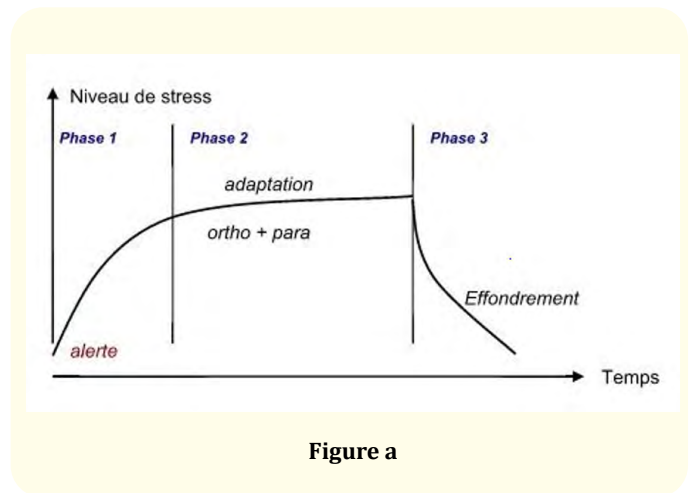 Niveau de stress
Phase 1
Phase 2
Phase 3
adaptation
ortho + para
Effondrement
alerte
Temps
Figure a